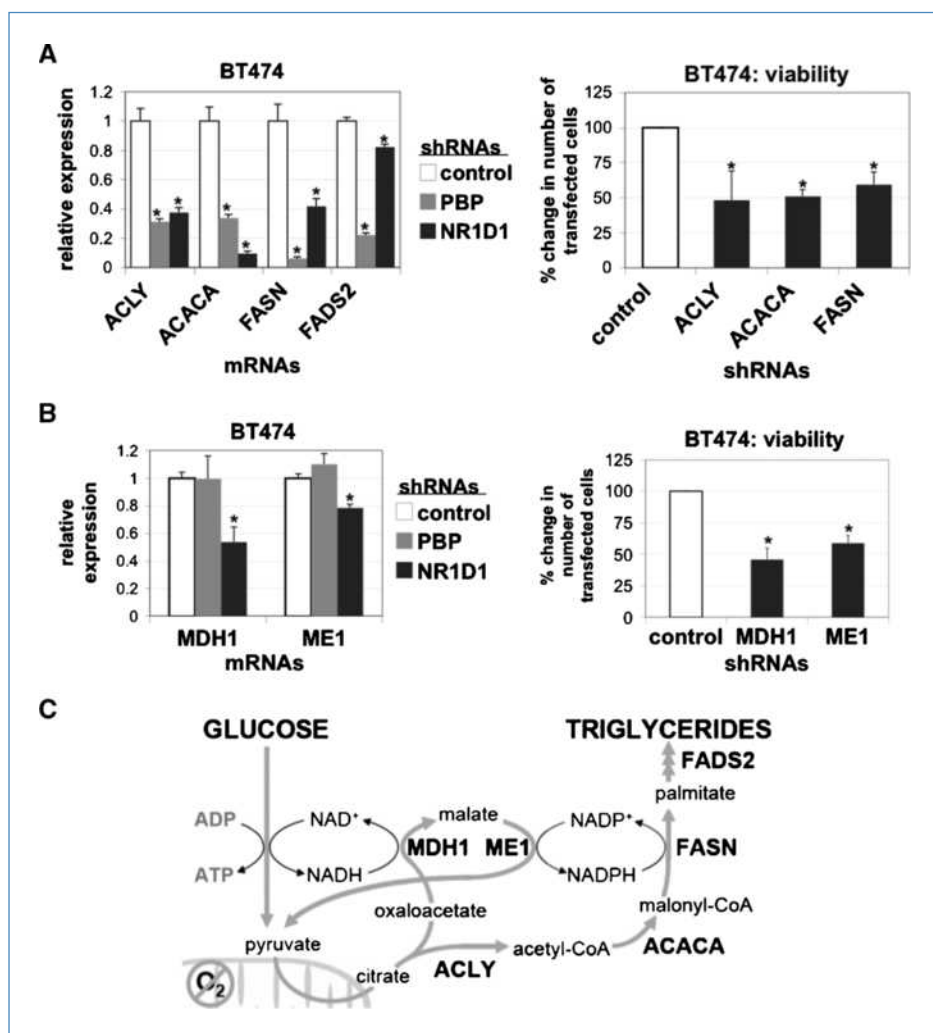 A
BT474
relative expression
1.2
1
0.8
0.6
0.4
0.2
0
* * * * * * * *
ACLY
ACACA
FASN
FADS2
mRNAs
shRNAs
control
PBP
NR1D1
BT474: viability
% change in number of
transfected cells
125
100
75
50
25
0
* * *
control
ACLY
ACACA
FASN
shRNAs
B
BT474
relative
expression
1.2
1
0.8
0.6
0.4
0.2
0
* *
MDH1 ME1
mRNAs
shRNAs
control
PBP
NR1D1
BT474: viability
% change in
number of
transfected cells
125
100
75
50
25
0
* *
control MDH1 ME1
shRNAs
C
GLUCOSE
TRIGLYCERIDES
FADS2
palmitate
ADP
NAD+
malate
NADP+
MDH1 ME1
FASN
ATP
NADH
NADPH
oxaloacetate
malonyl-CoA
pyruvate
acetyl-CoA
ACACA
citrate
ACLY